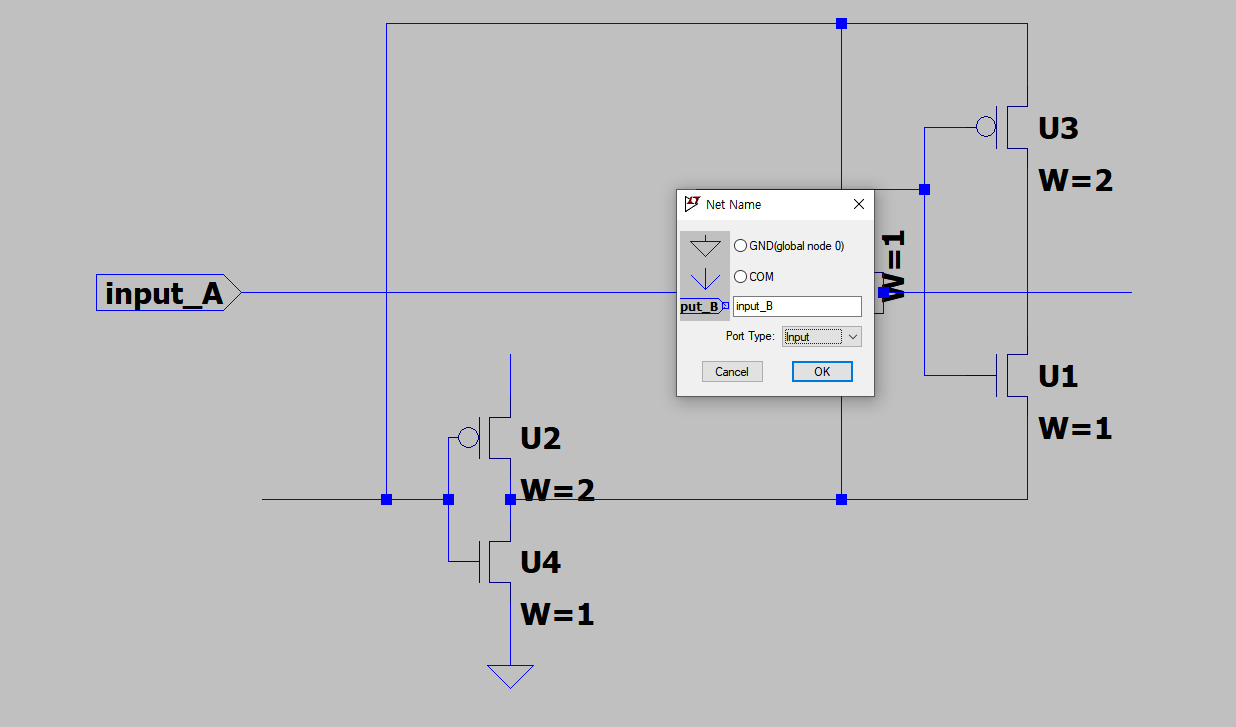 U3
W=2
Net Name
GND(global node 0)
W=1
COM
input_A
put_B
input_B
Port Type:
Input
Cancel
OK
U1
W=1
U2
W=2
U4
W=1